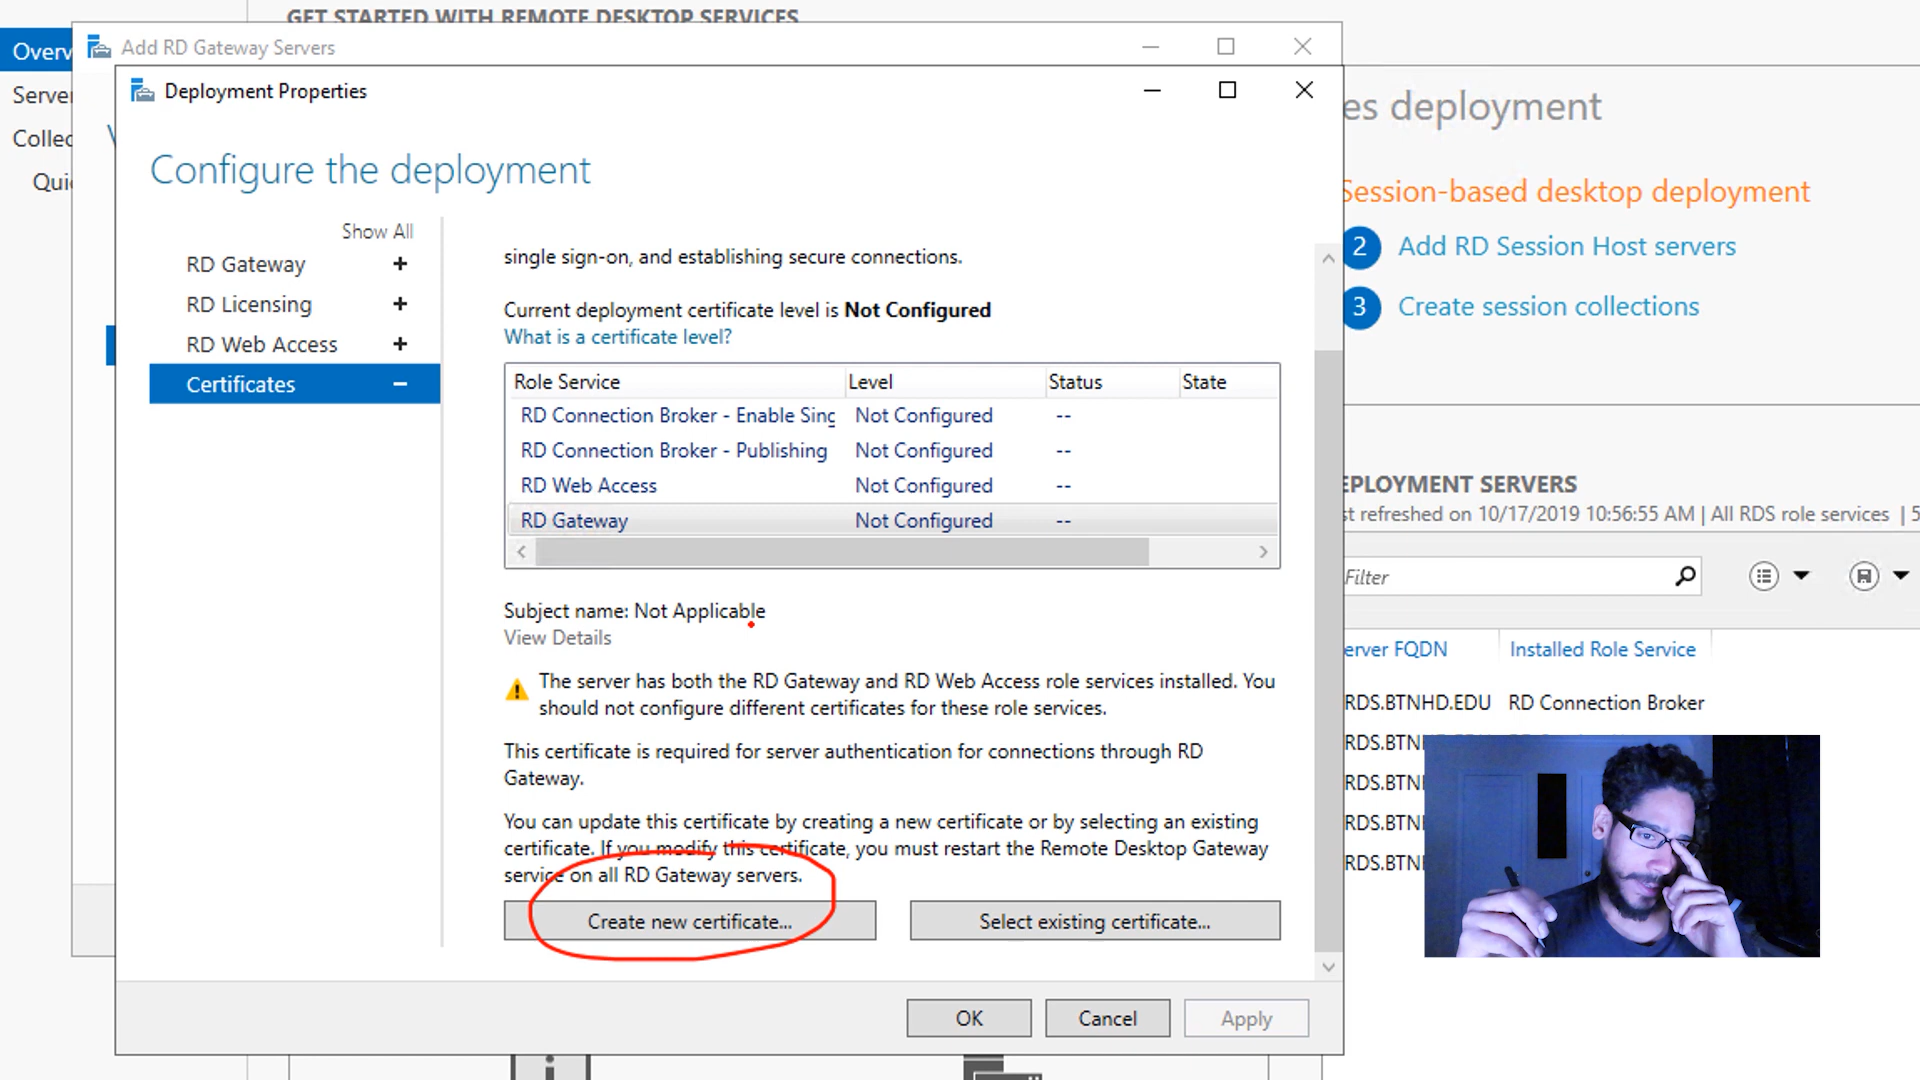 GET STARTED WITH REMOTE DESKTOP SERVICES
Add RD Gateway Servers
Deployment Properties
Configure the deployment
Show All
RD Gateway +
RD Licensing +
RD Web Access +
Certificates −
single sign-on, and establishing secure connections.
Current deployment certificate level is Not Configured
What is a certificate level?
Role Service Level Status State
RD Connection Broker - Enable Sing Not Configured --
RD Connection Broker - Publishing Not Configured --
RD Web Access Not Configured --
RD Gateway Not Configured --
Subject name: Not Applicable
View Details
The server has both the RD Gateway and RD Web Access role services installed. You
should not configure different certificates for these role services.
This certificate is required for server authentication for connections through RD
Gateway.
You can update this certificate by creating a new certificate or by selecting an existing
certificate. If you modify this certificate, you must restart the Remote Desktop Gateway
service on all RD Gateway servers.
Create new certificate...
Select existing certificate...
OK
Cancel
Apply
Overv
Server
Collec
Quic
es deployment
Session-based desktop deployment
2 Add RD Session Host servers
3 Create session collections
EPLOYMENT SERVERS
st refreshed on 10/17/2019 10:56:55 AM | All RDS role services | 5
Filter
erver FQDN Installed Role Service
RDS.BTNHD.EDU RD Connection Broker
RDS.BTN
RDS.BTN
RDS.BTN
RDS.BTN